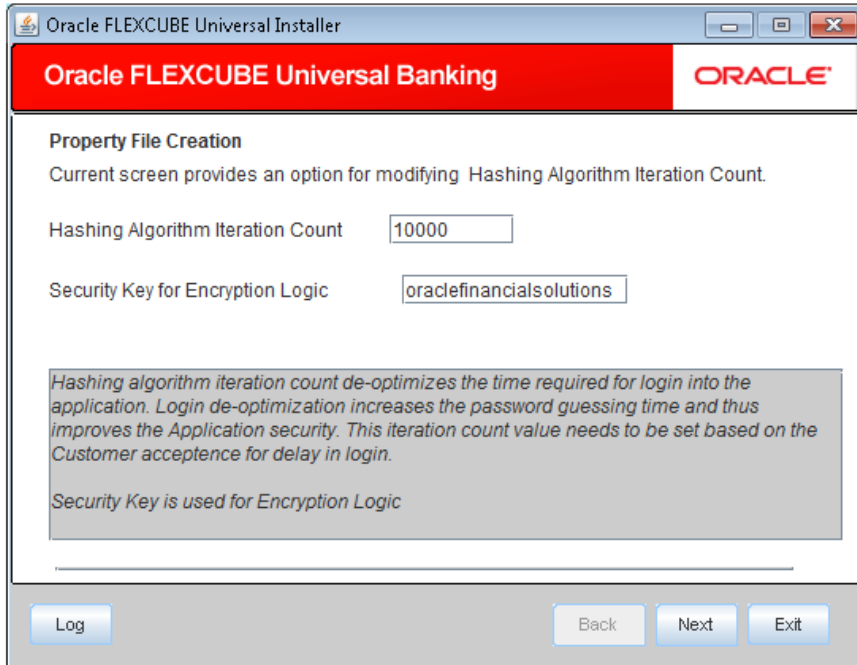 Oracle FLEXCUBE Universal Installer
Oracle FLEXCUBE Universal Banking
ORACLE
Property File Creation
Current screen provides an option for modifying Hashing Algorithm Iteration Count.
Hashing Algorithm Iteration Count 10000
Security Key for Encryption Logic oraclefinancialsolutions
Hashing algorithm iteration count de-optimizes the time required for login into the
application. Login de-optimization increases the password guessing time and thus
improves the Application security. This iteration count value needs to be set based on the
Customer acceptence for delay in login.
Security Key is used for Encryption Logic
Log Back Next Exit